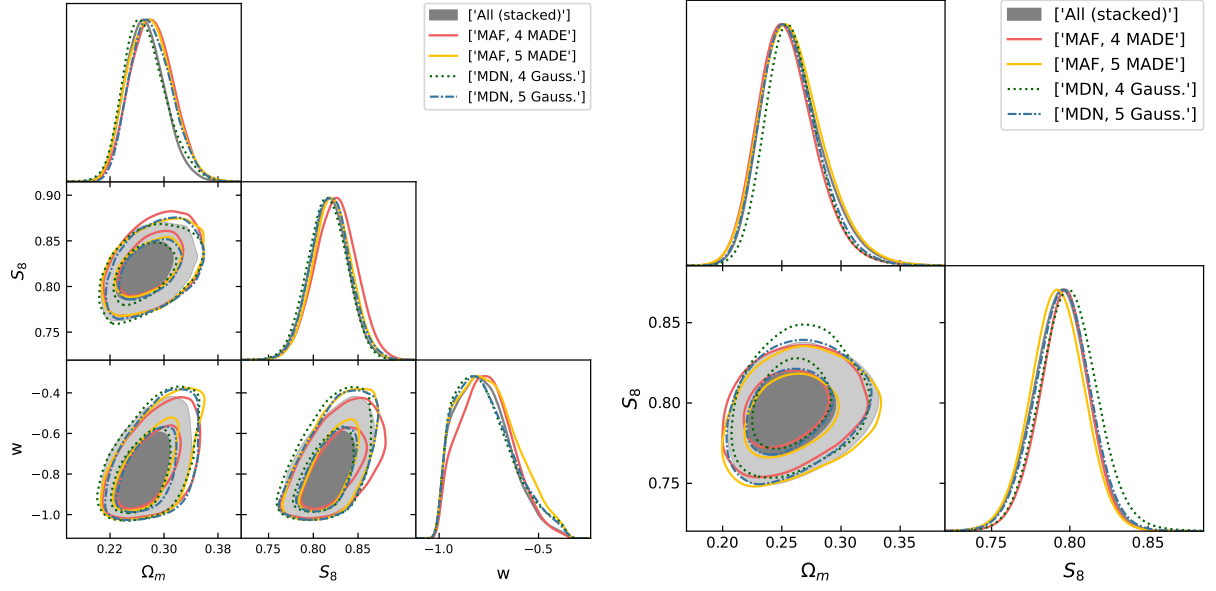 ['All (stacked)']
['MAF, 4 MADE']
['MAF, 5 MADE']
['MDN, 4 Gauss.']
['MDN, 5 Gauss.']
0.90
0.85
0.80
0.75
S₈
−0.4
−0.6
−0.8
−1.0
w
0.22 0.30 0.38
Ωₘ
0.75 0.80 0.85
S₈
−1.0 −0.5
w
['All (stacked)']
['MAF, 4 MADE']
['MAF, 5 MADE']
['MDN, 4 Gauss.']
['MDN, 5 Gauss.']
0.85
0.80
0.75
S₈
0.20 0.25 0.30 0.35
Ωₘ
0.75 0.80 0.85
S₈